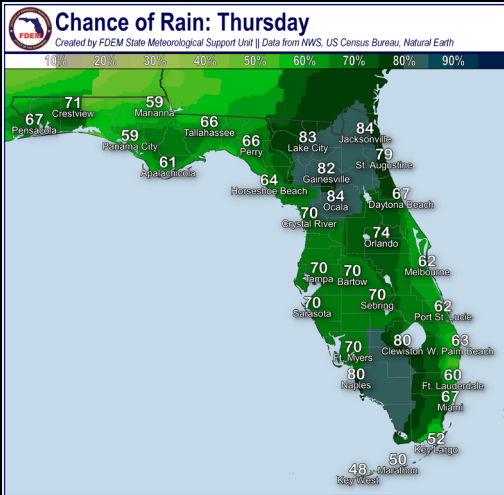 FDEM
Chance of Rain: Thursday
Created by FDEM State Meteorological Support Unit || Data from NWS, US Census Bureau, Natural Earth
10% 20% 30% 40% 50% 60% 70% 80% 90%
67
Pensacola
71
Crestview
59
Marianna
59
Panama City
66
Tallahassee
61
Apalachicola
66
Perry
64
Horseshoe Beach
83
Lake City
84
Jacksonville
79
St. Augustine
82
Gainesville
84
Ocala
67
Daytona Beach
70
Crystal River
74
Orlando
62
Melbourne
70
Tampa
70
Bartow
70
Sebring
70
Sarasota
62
Port St. Lucie
70
Ft. Myers
80
Clewiston
63
W. Palm Beach
80
Naples
60
Ft. Lauderdale
67
Miami
52
Key Largo
50
Marathon
48
Key West